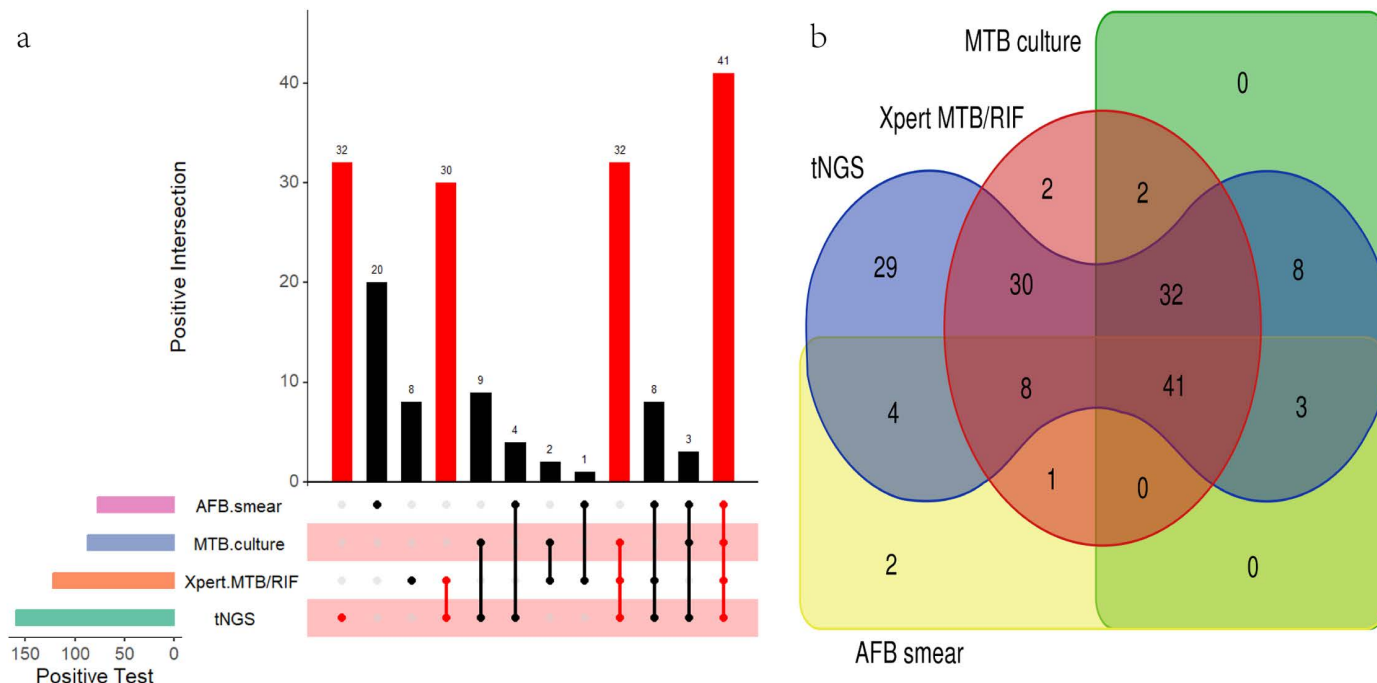 a
Positive Intersection
40
30
20
10
0
32
20
8
30
9
4
2
1
32
8
3
41
AFB.smear
MTB.culture
Xpert.MTB/RIF
tNGS
150 100 50 0
Positive Test
b
MTB culture
Xpert MTB/RIF
tNGS
0
2
2
29
30
32
8
4
8
41
3
1
0
2
0
AFB smear